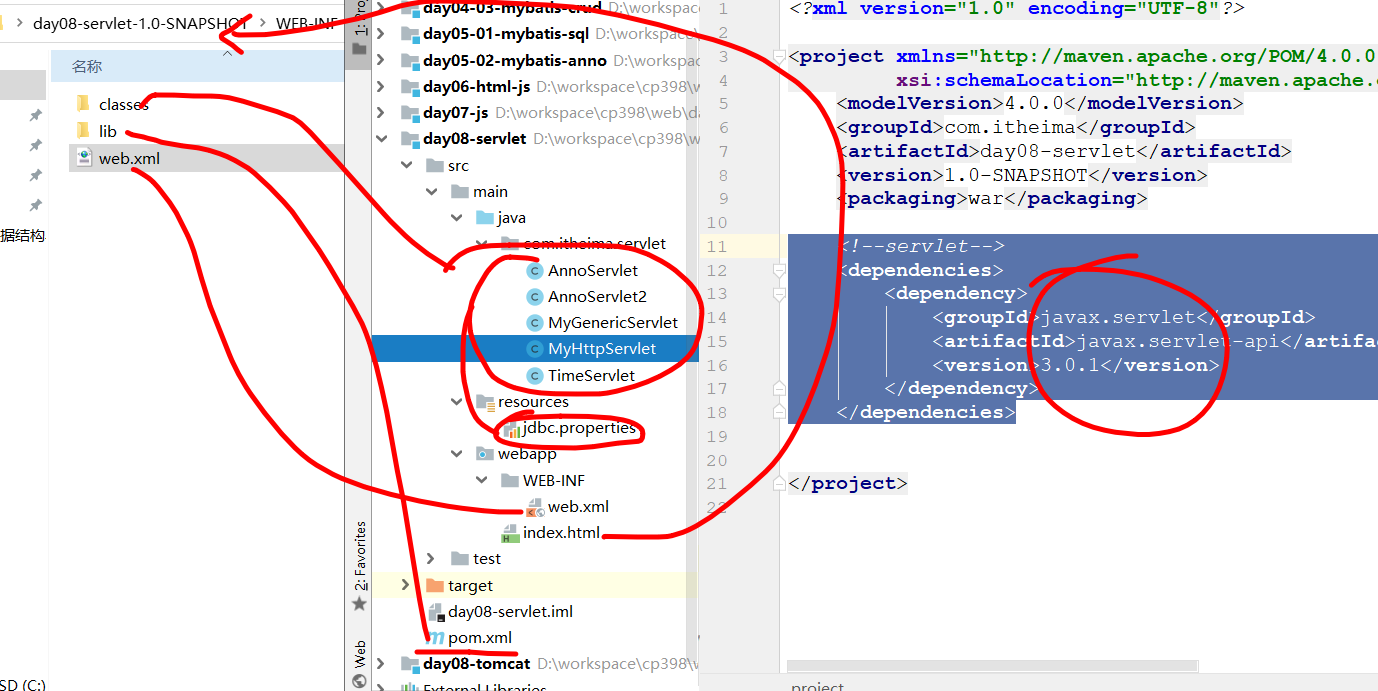 day08-servlet-1.0-SNAPSHOT > WEB-INF
名称
classes
lib
web.xml
据结构
SD (C:)
1:
2: Favorites
Web
day04-03-mybatis-crud D:\workspace
day05-01-mybatis-sql D:\workspace\
day05-02-mybatis-anno D:\workspac
day06-html-js D:\workspace\cp398\w
day07-js D:\workspace\cp398\web\da
day08-servlet D:\workspace\cp398\w
src
main
java
com.itheima.servlet
AnnoServlet
AnnoServlet2
MyGenericServlet
MyHttpServlet
TimeServlet
resources
jdbc.properties
webapp
WEB-INF
web.xml
index.html
test
target
day08-servlet.iml
pom.xml
day08-tomcat D:\workspace\cp398\v
External Libraries
1 <?xml version="1.0" encoding="UTF-8"?>
2
3 <project xmlns="http://maven.apache.org/POM/4.0.0
4 xsi:schemaLocation="http://maven.apache.o
5 <modelVersion>4.0.0</modelVersion>
6 <groupId>com.itheima</groupId>
7 <artifactId>day08-servlet</artifactId>
8 <version>1.0-SNAPSHOT</version>
9 <packaging>war</packaging>
10
11 <!--servlet-->
12 <dependencies>
13 <dependency>
14 <groupId>javax.servlet</groupId>
15 <artifactId>javax.servlet-api</artifa
16 <version>3.0.1</version>
17 </dependency>
18 </dependencies>
19
20
21 </project>
22
project